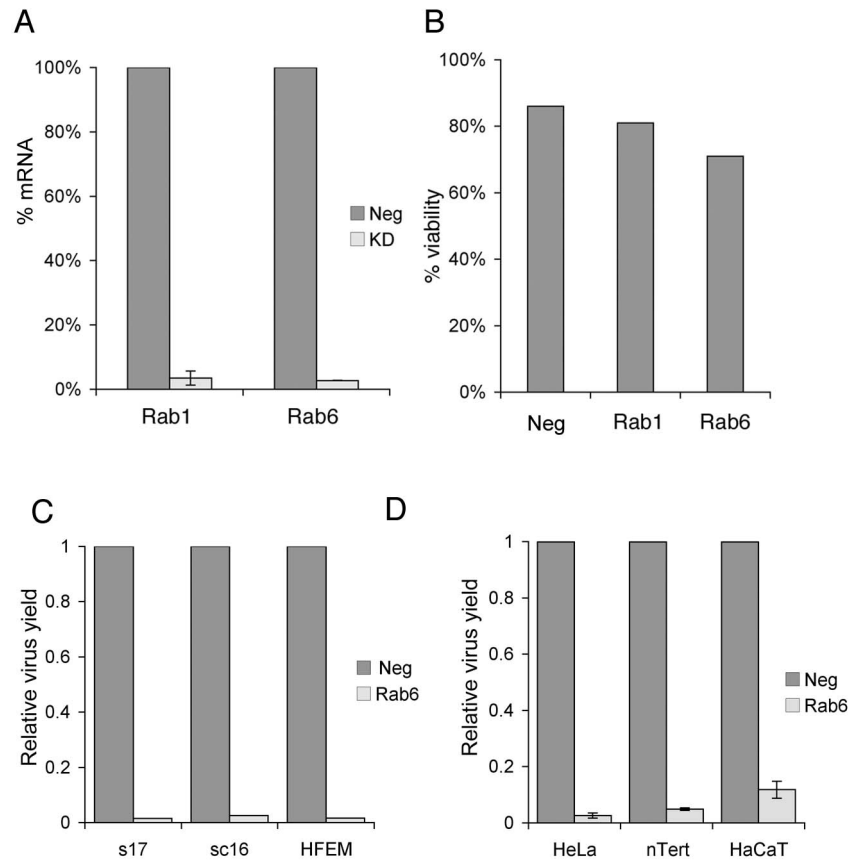 A
% mRNA
100%
80%
60%
40%
20%
0%
Rab1 Rab6
Neg
KD
B
% viability
100%
80%
60%
40%
20%
0%
Neg Rab1 Rab6
C
Relative virus yield
1
0.8
0.6
0.4
0.2
0
s17 sc16 HFEM
Neg
Rab6
D
Relative virus yield
1
0.8
0.6
0.4
0.2
0
HeLa nTert HaCaT
Neg
Rab6